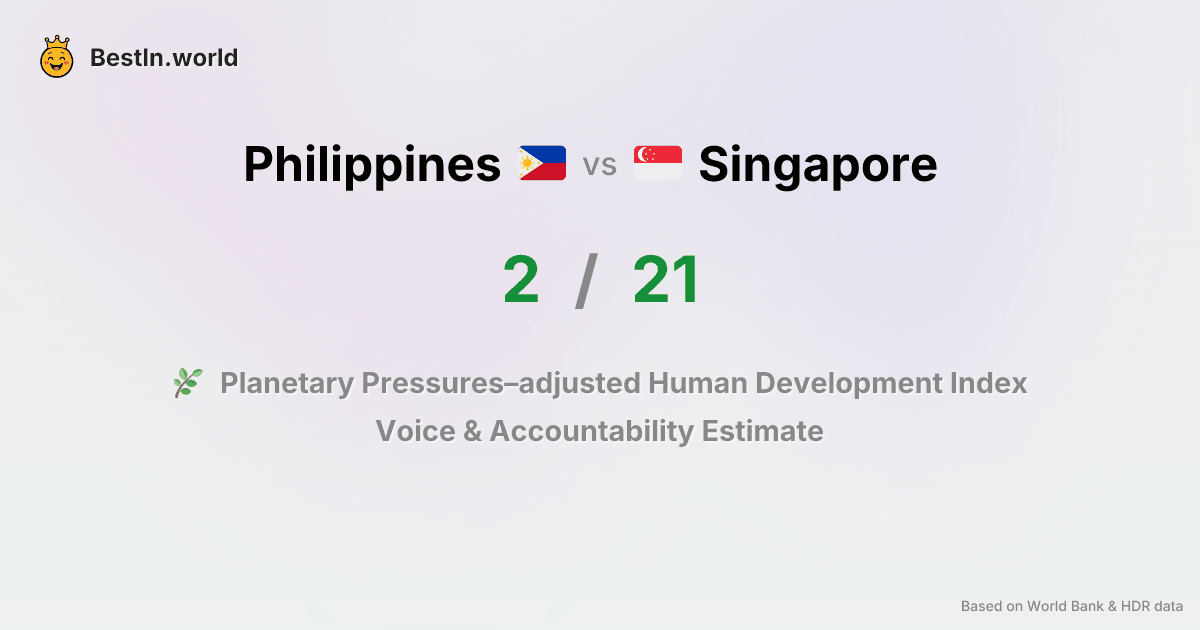 BestIn.world
Philippines vs Singapore
2 / 21
Planetary Pressures–adjusted Human Development Index
Voice & Accountability Estimate
Based on World Bank & HDR data